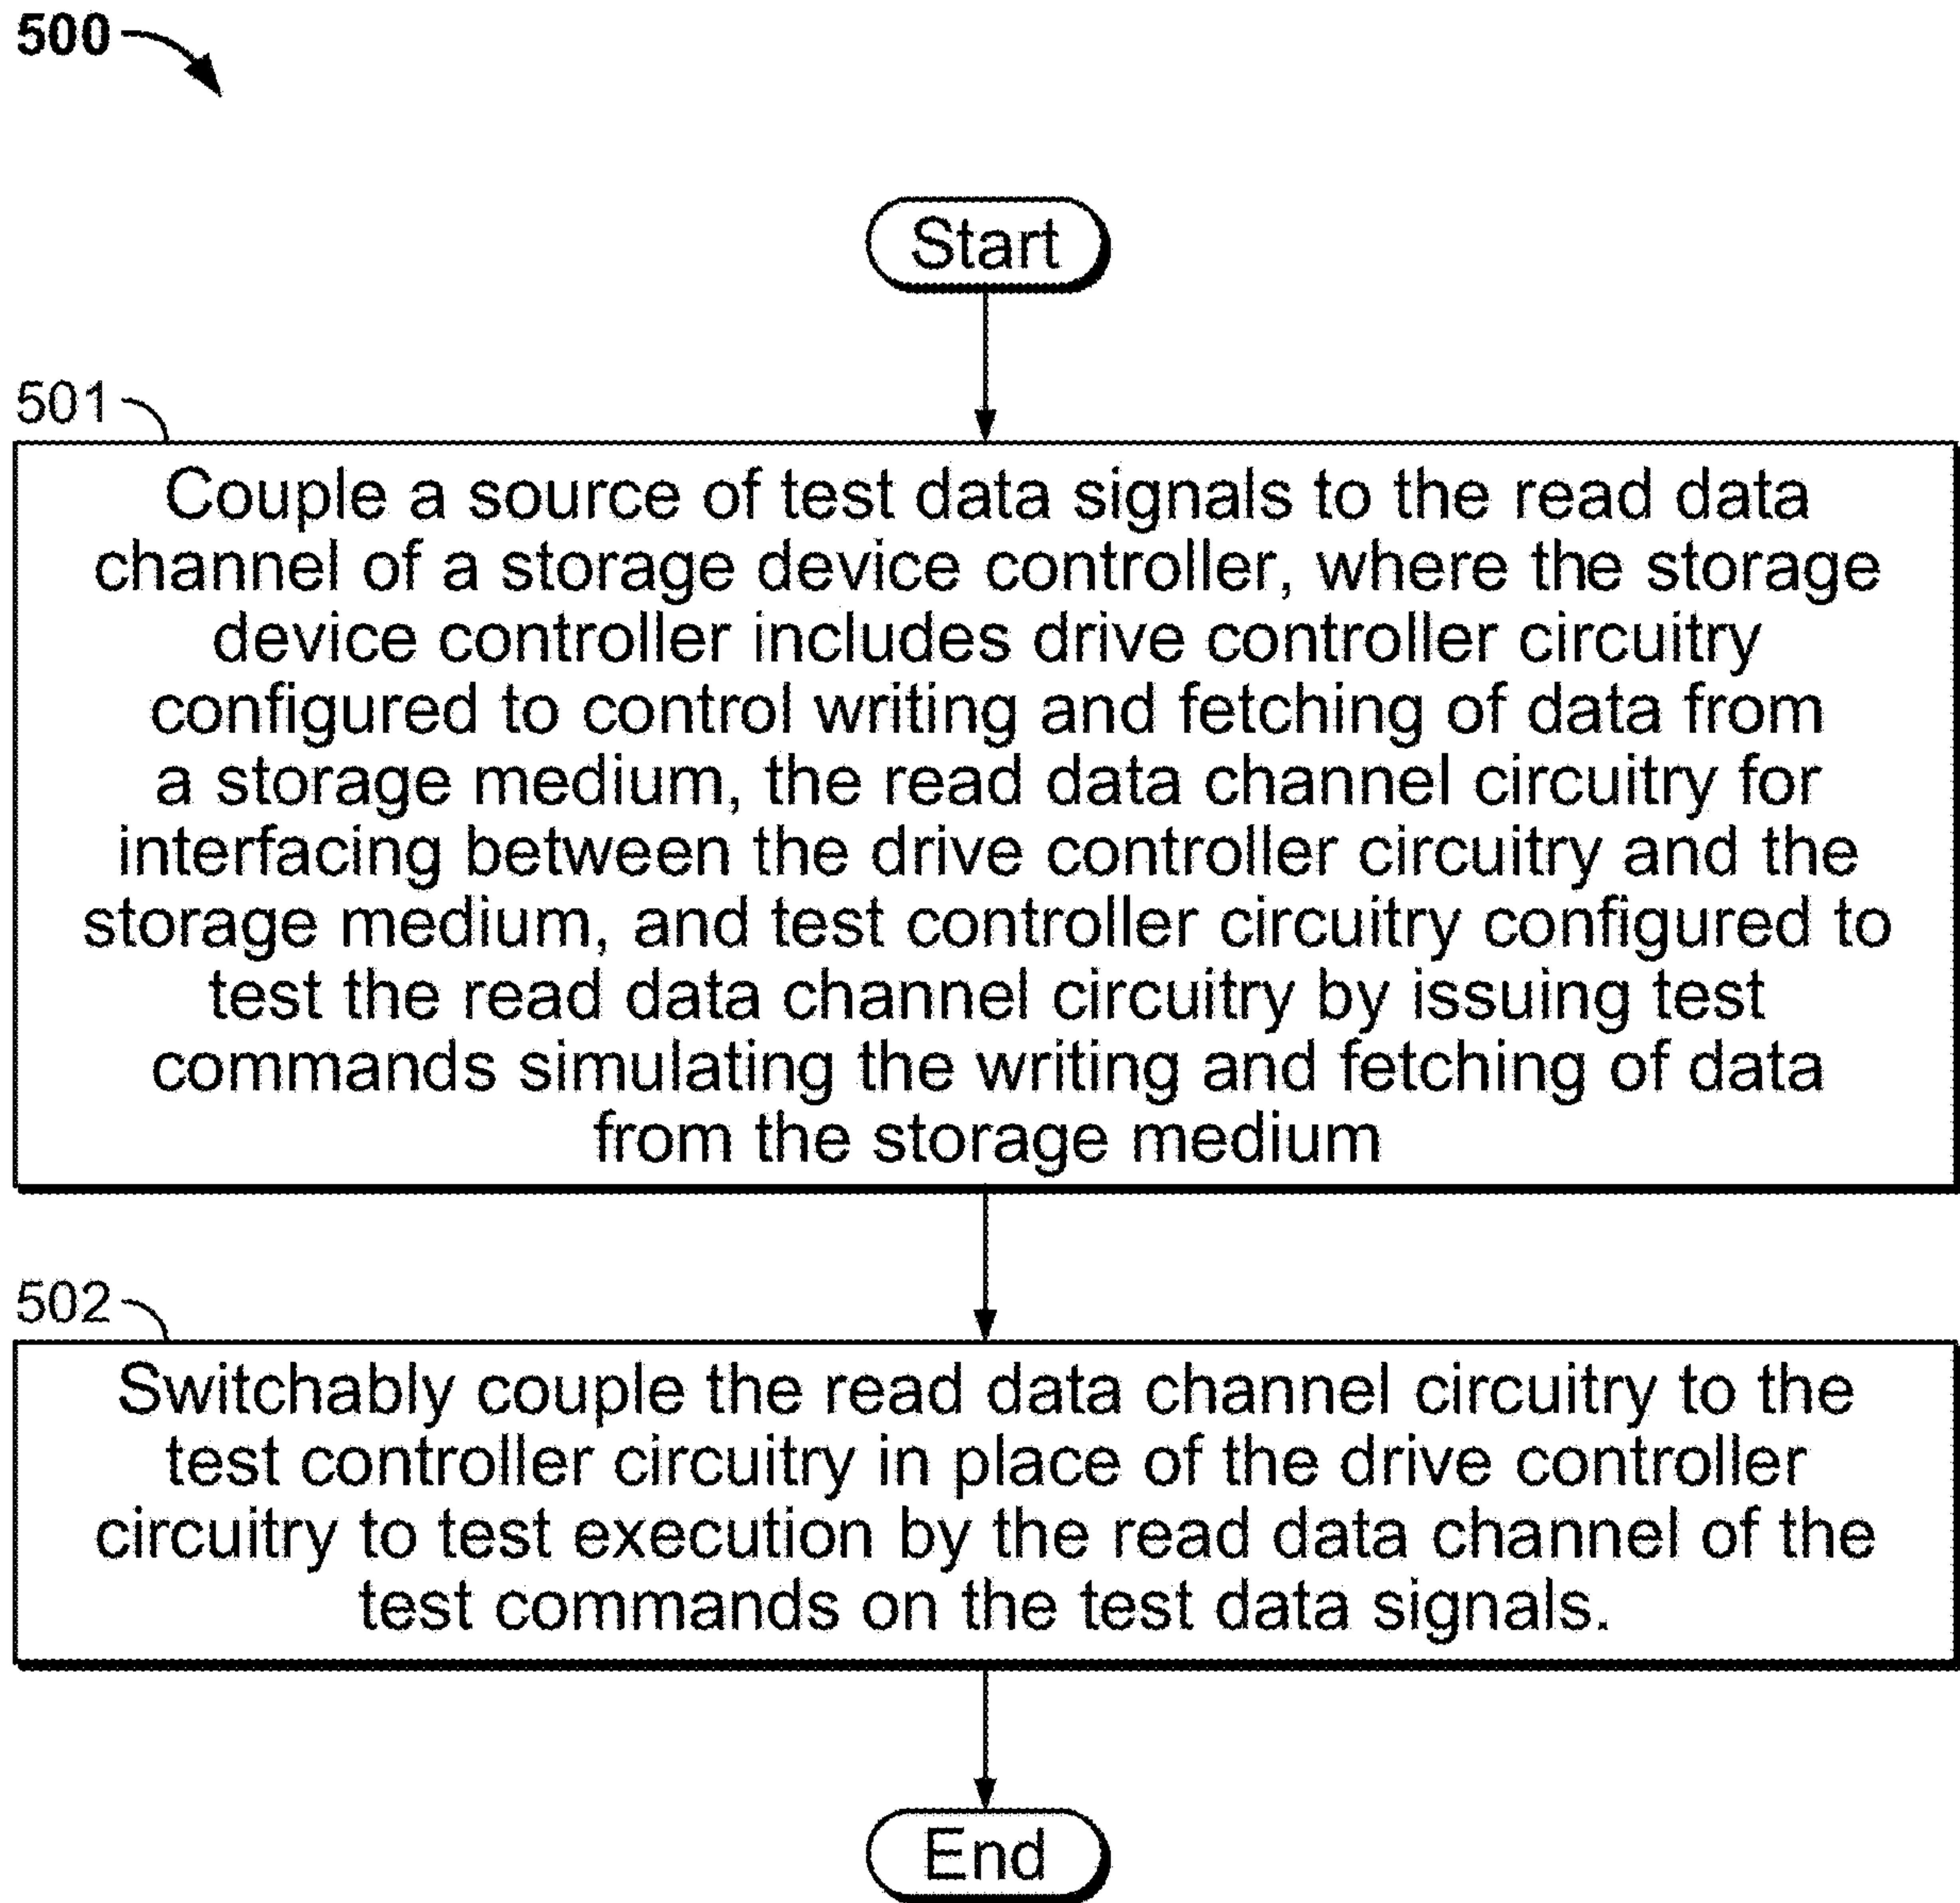 500
Start
501
Couple a source of test data signals to the read data
channel of a storage device controller, where the storage
device controller includes drive controller circuitry
configured to control writing and fetching of data from
a storage medium, the read data channel circuitry for
interfacing between the drive controller circuitry and the
storage medium, and test controller circuitry configured to
test the read data channel circuitry by issuing test
commands simulating the writing and fetching of data
from the storage medium
502
Switchably couple the read data channel circuitry to the
test controller circuitry in place of the drive controller
circuitry to test execution by the read data channel of the
test commands on the test data signals.
End